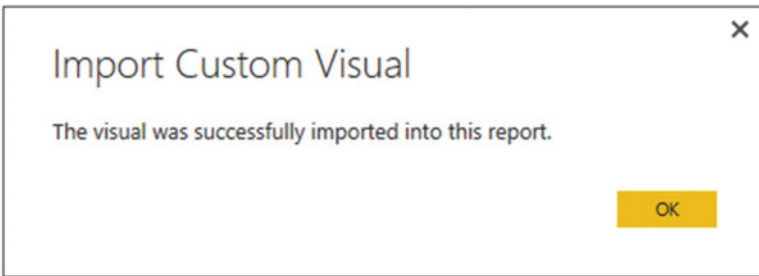 Import Custom Visual
The visual was successfully imported into this report.
OK